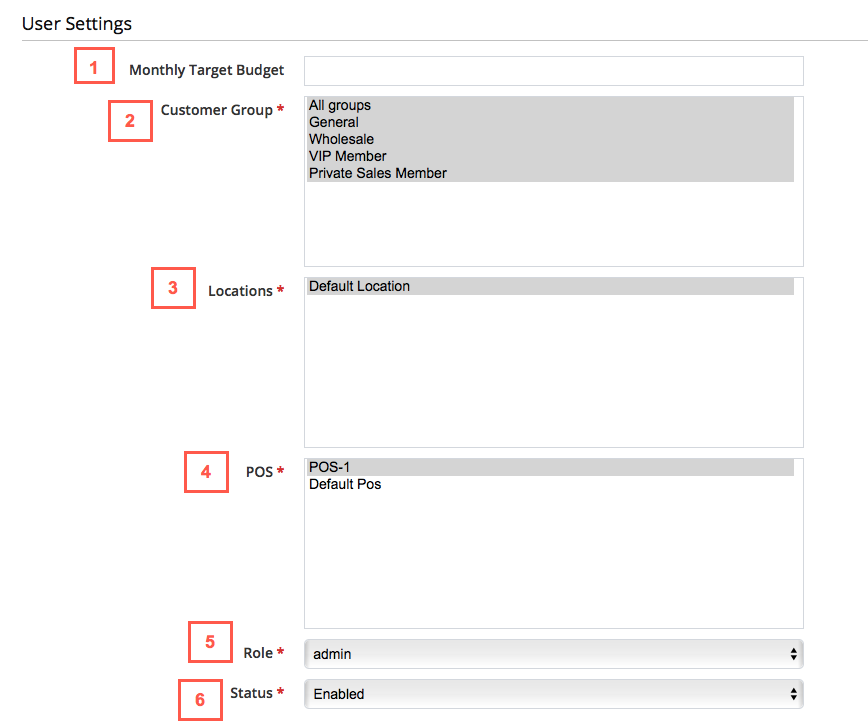 User Settings
1 Monthly Target Budget
2 Customer Group *
All groups
General
Wholesale
VIP Member
Private Sales Member
3 Locations *
Default Location
4 POS *
POS-1
Default Pos
5 Role * admin
6 Status * Enabled